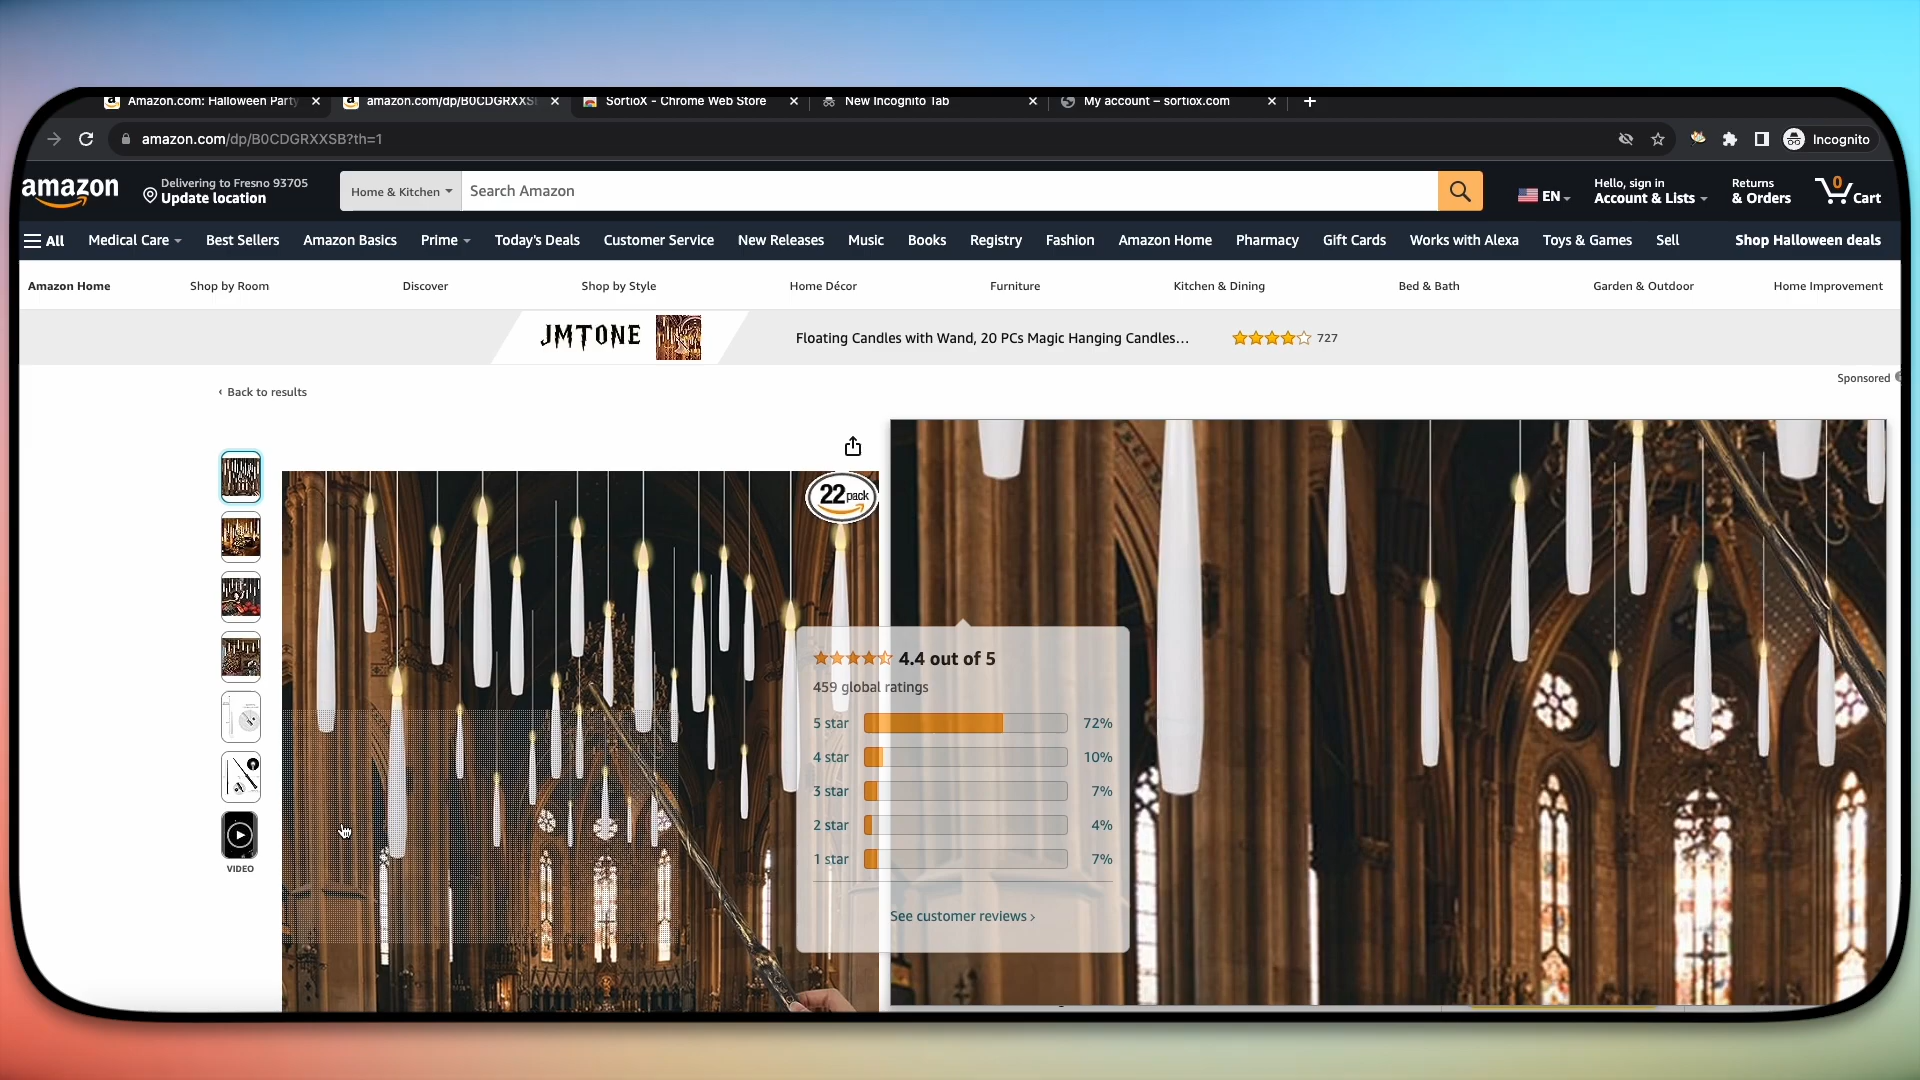 Amazon.com: Halloween Party
amazon.com/dp/B0CDGRXXS
SortioX - Chrome Web Store
New Incognito Tab
My account – sortiox.com
amazon.com/dp/B0CDGRXXSB?th=1
Incognito
amazon
Delivering to Fresno 93705
Update location
Home & Kitchen
Search Amazon
EN
Hello, sign in
Account & Lists
Returns
& Orders
0
Cart
All
Medical Care
Best Sellers
Amazon Basics
Prime
Today's Deals
Customer Service
New Releases
Music
Books
Registry
Fashion
Amazon Home
Pharmacy
Gift Cards
Works with Alexa
Toys & Games
Sell
Shop Halloween deals
Amazon Home
Shop by Room
Discover
Shop by Style
Home Décor
Furniture
Kitchen & Dining
Bed & Bath
Garden & Outdoor
Home Improvement
JMTONE
Floating Candles with Wand, 20 PCs Magic Hanging Candles...
727
Sponsored
‹ Back to results
22 pack
4.4 out of 5
459 global ratings
5 star 72%
4 star 10%
3 star 7%
2 star 4%
1 star 7%
See customer reviews ›
VIDEO